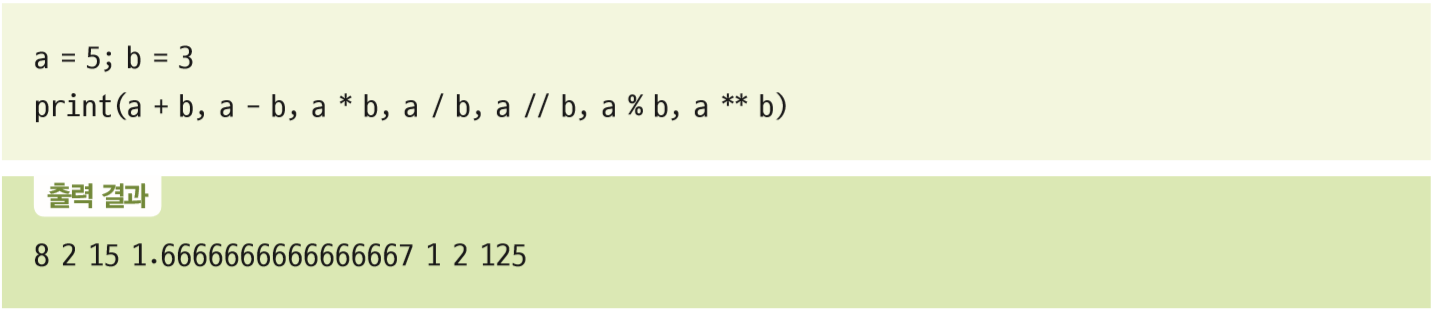 a = 5; b = 3
print(a + b, a - b, a * b, a / b, a // b, a % b, a ** b)
출력 결과
8 2 15 1.6666666666666667 1 2 125